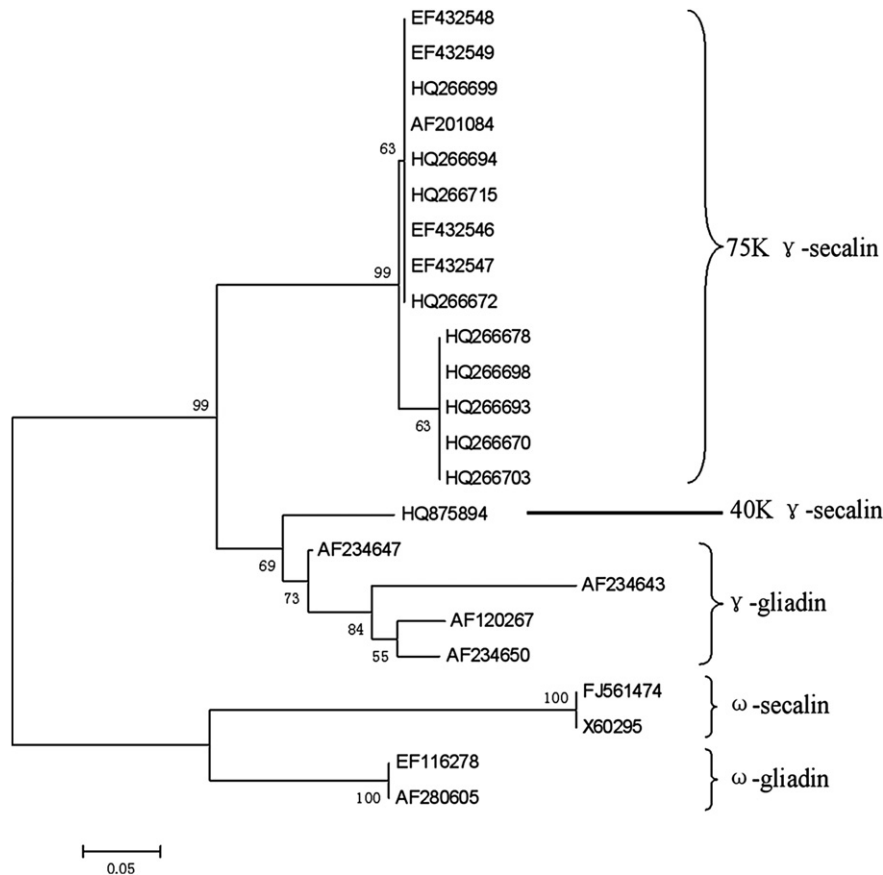 EF432548
EF432549
HQ266699
AF201084
63
HQ266694
HQ266715
EF432546
75K ɣ-secalin
EF432547
99
HQ266672
HQ266678
HQ266698
99
HQ266693
63
HQ266670
HQ266703
HQ875894
40K ɣ-secalin
AF234647
69
AF234643
73
ɣ-gliadin
AF120267
84
AF234650
55
FJ561474
100
ω-secalin
X60295
EF116278
ω-gliadin
AF280605
100
0.05